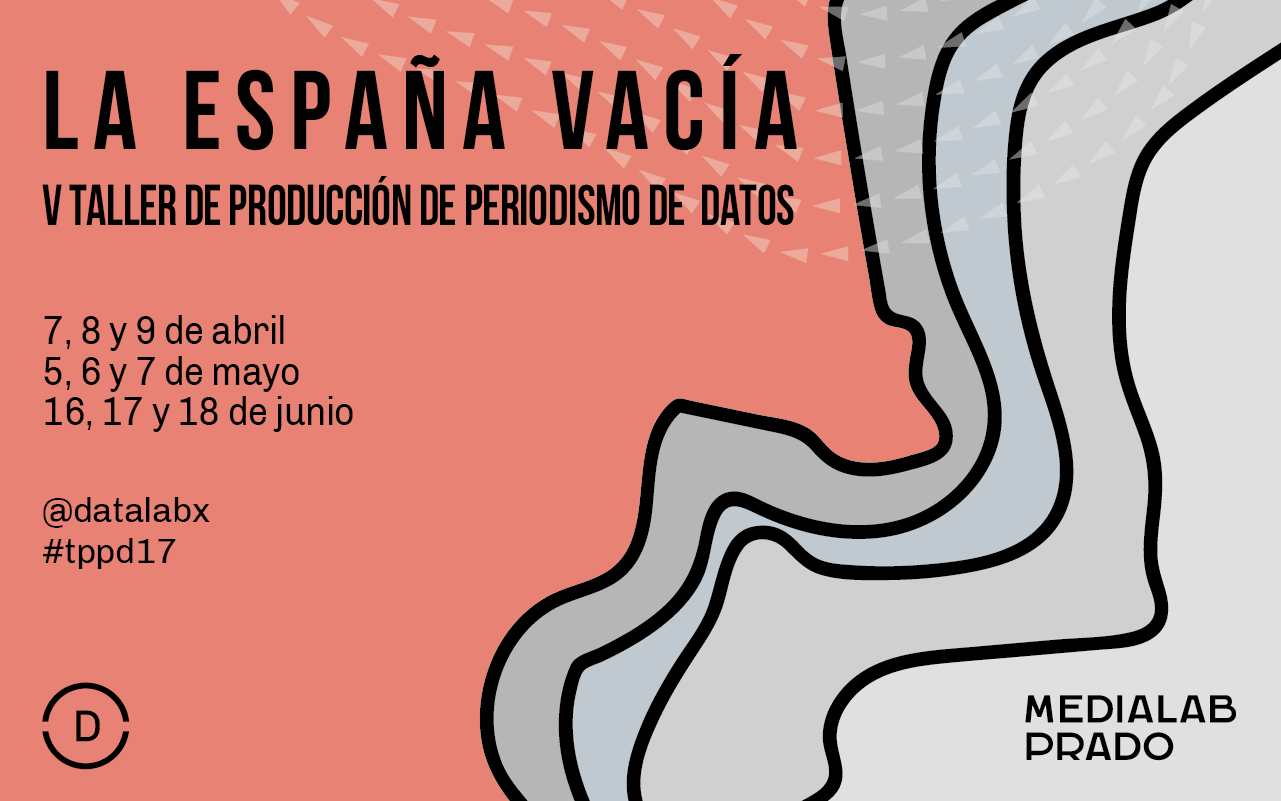 LA ESPAÑA VACÍA
V TALLER DE PRODUCCIÓN DE PERIODISMO DE DATOS
7, 8 y 9 de abril
5, 6 y 7 de mayo
16, 17 y 18 de junio
@datalabx
#tppd17
D
MEDIALAB
PRADO